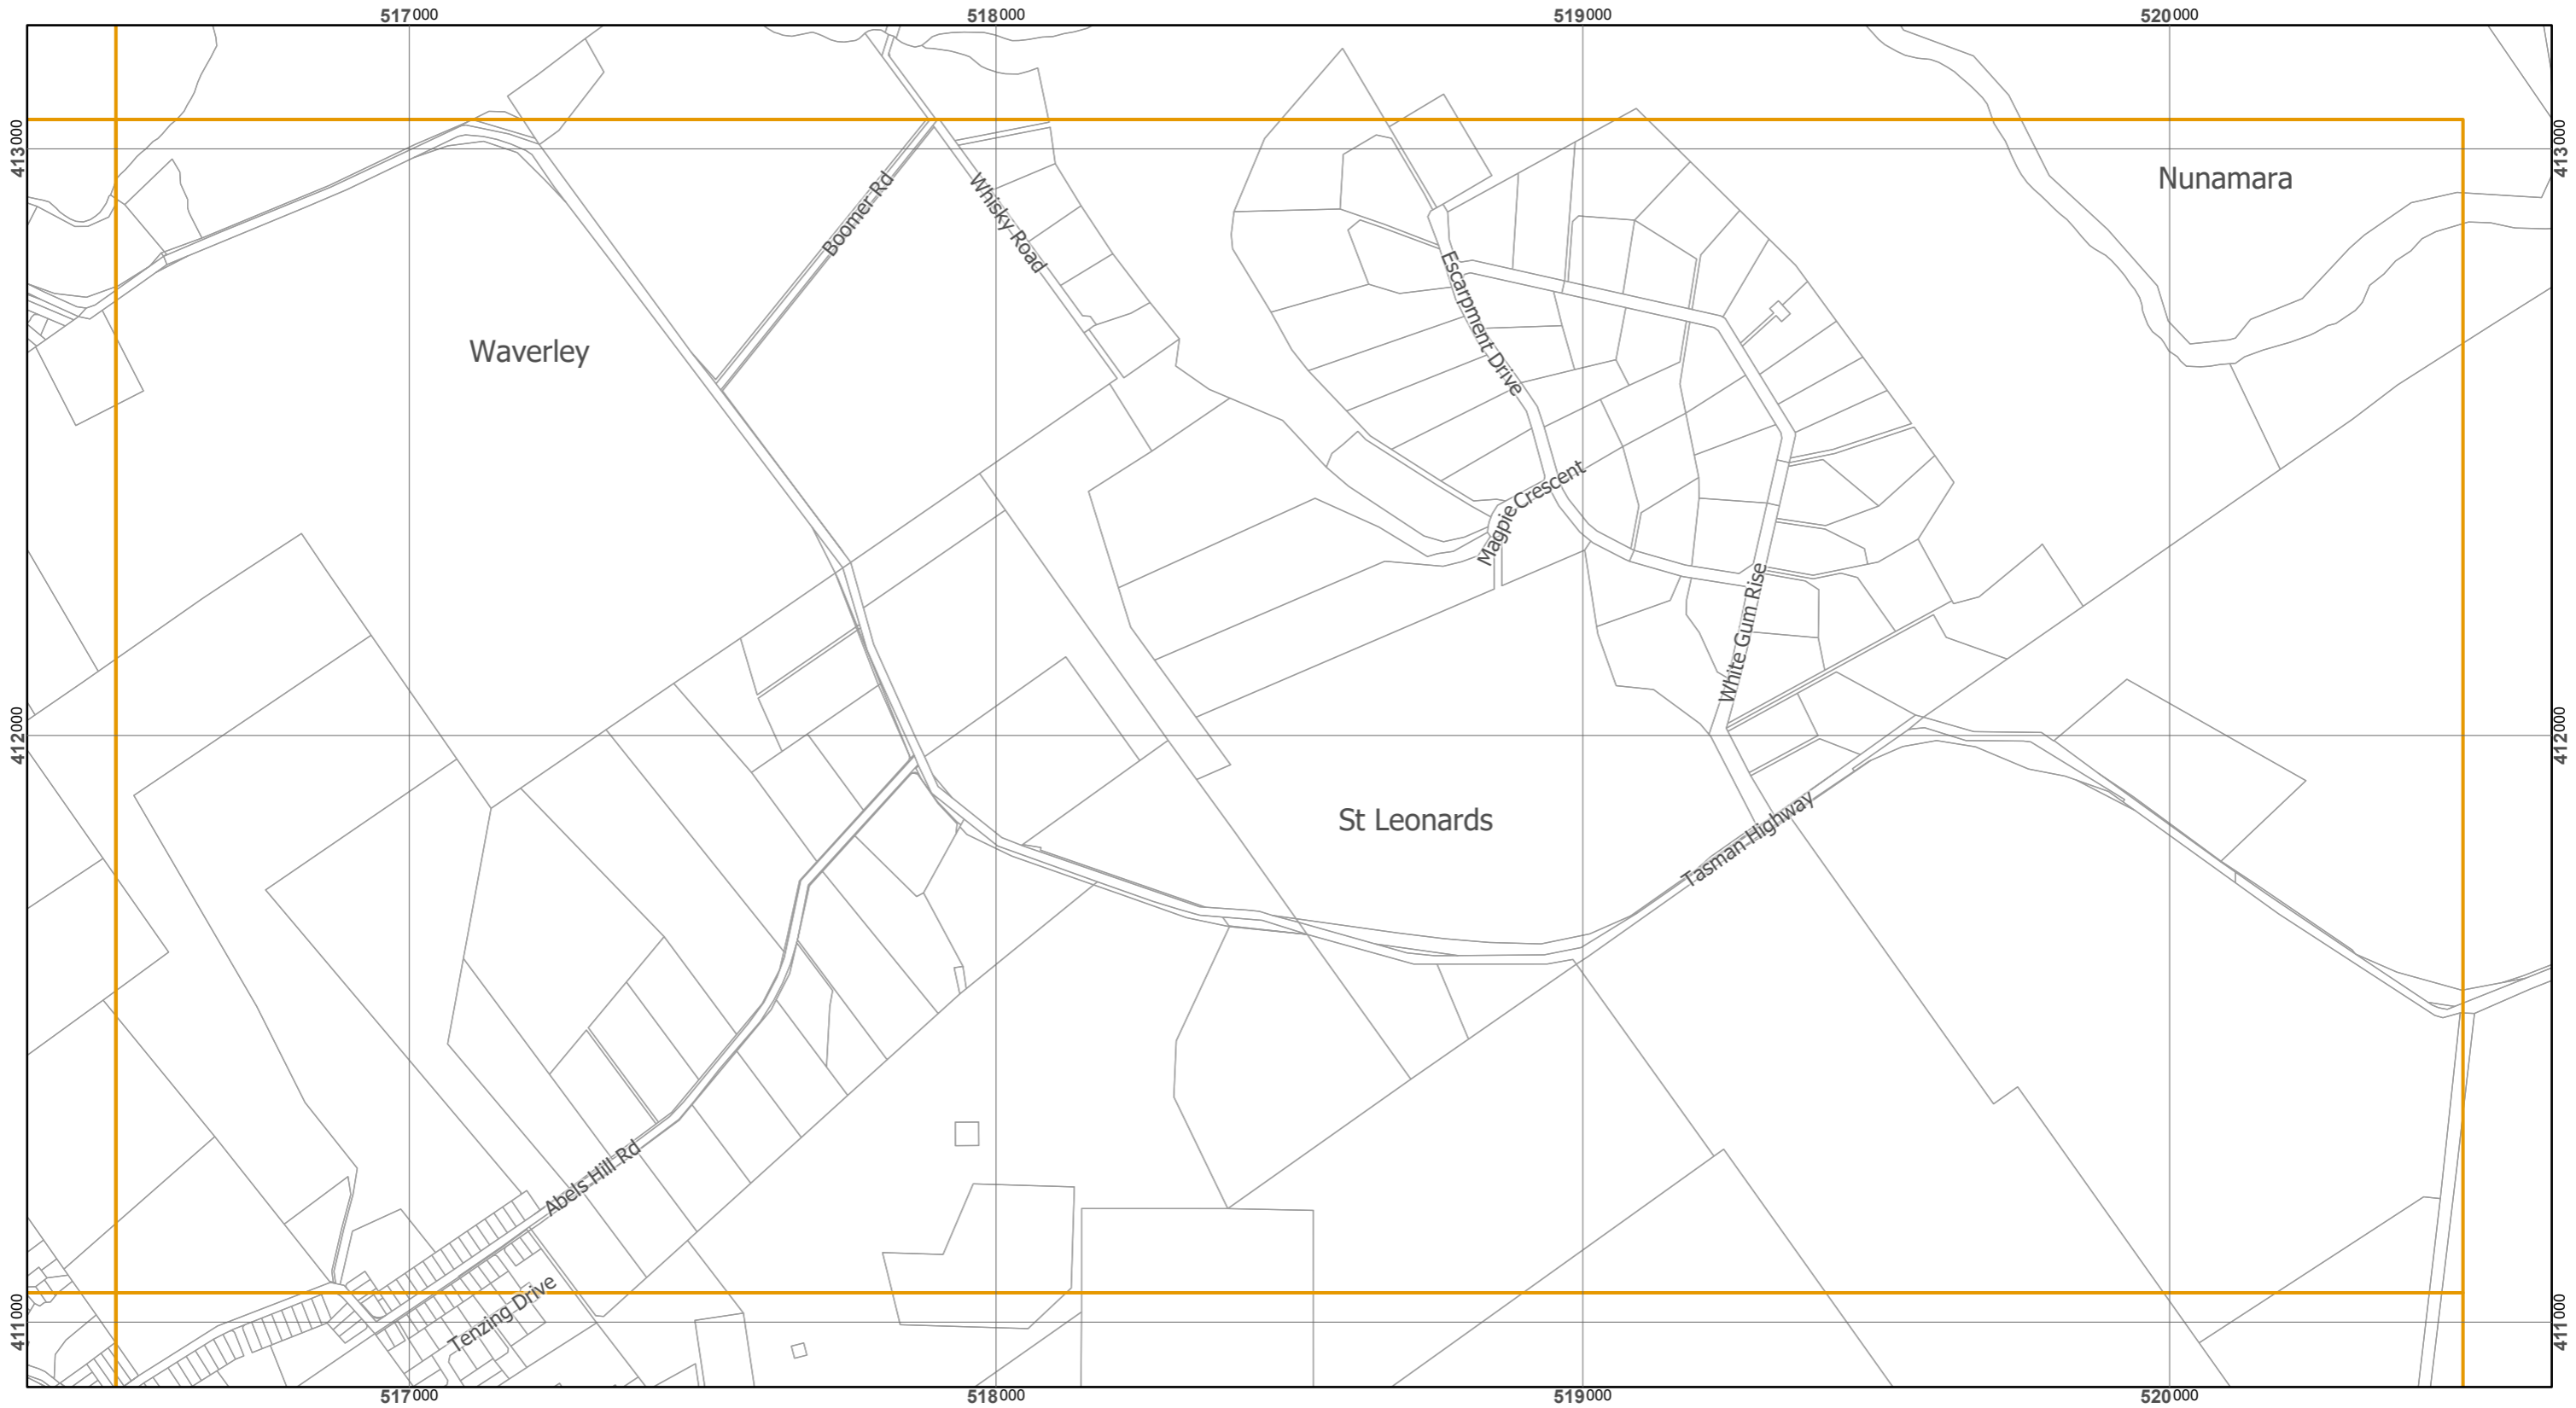 517000
518000
519000
520000
413000
413000
Nunamara
Boomer Rd
Whisky Road
Escarpment Drive
Waverley
Magpie Crescent
White Gum Rise
412000
412000
St Leonards
Tasman Highway
Abels Hill Rd
Tenzing Drive
411000
411000
517000
518000
519000
520000